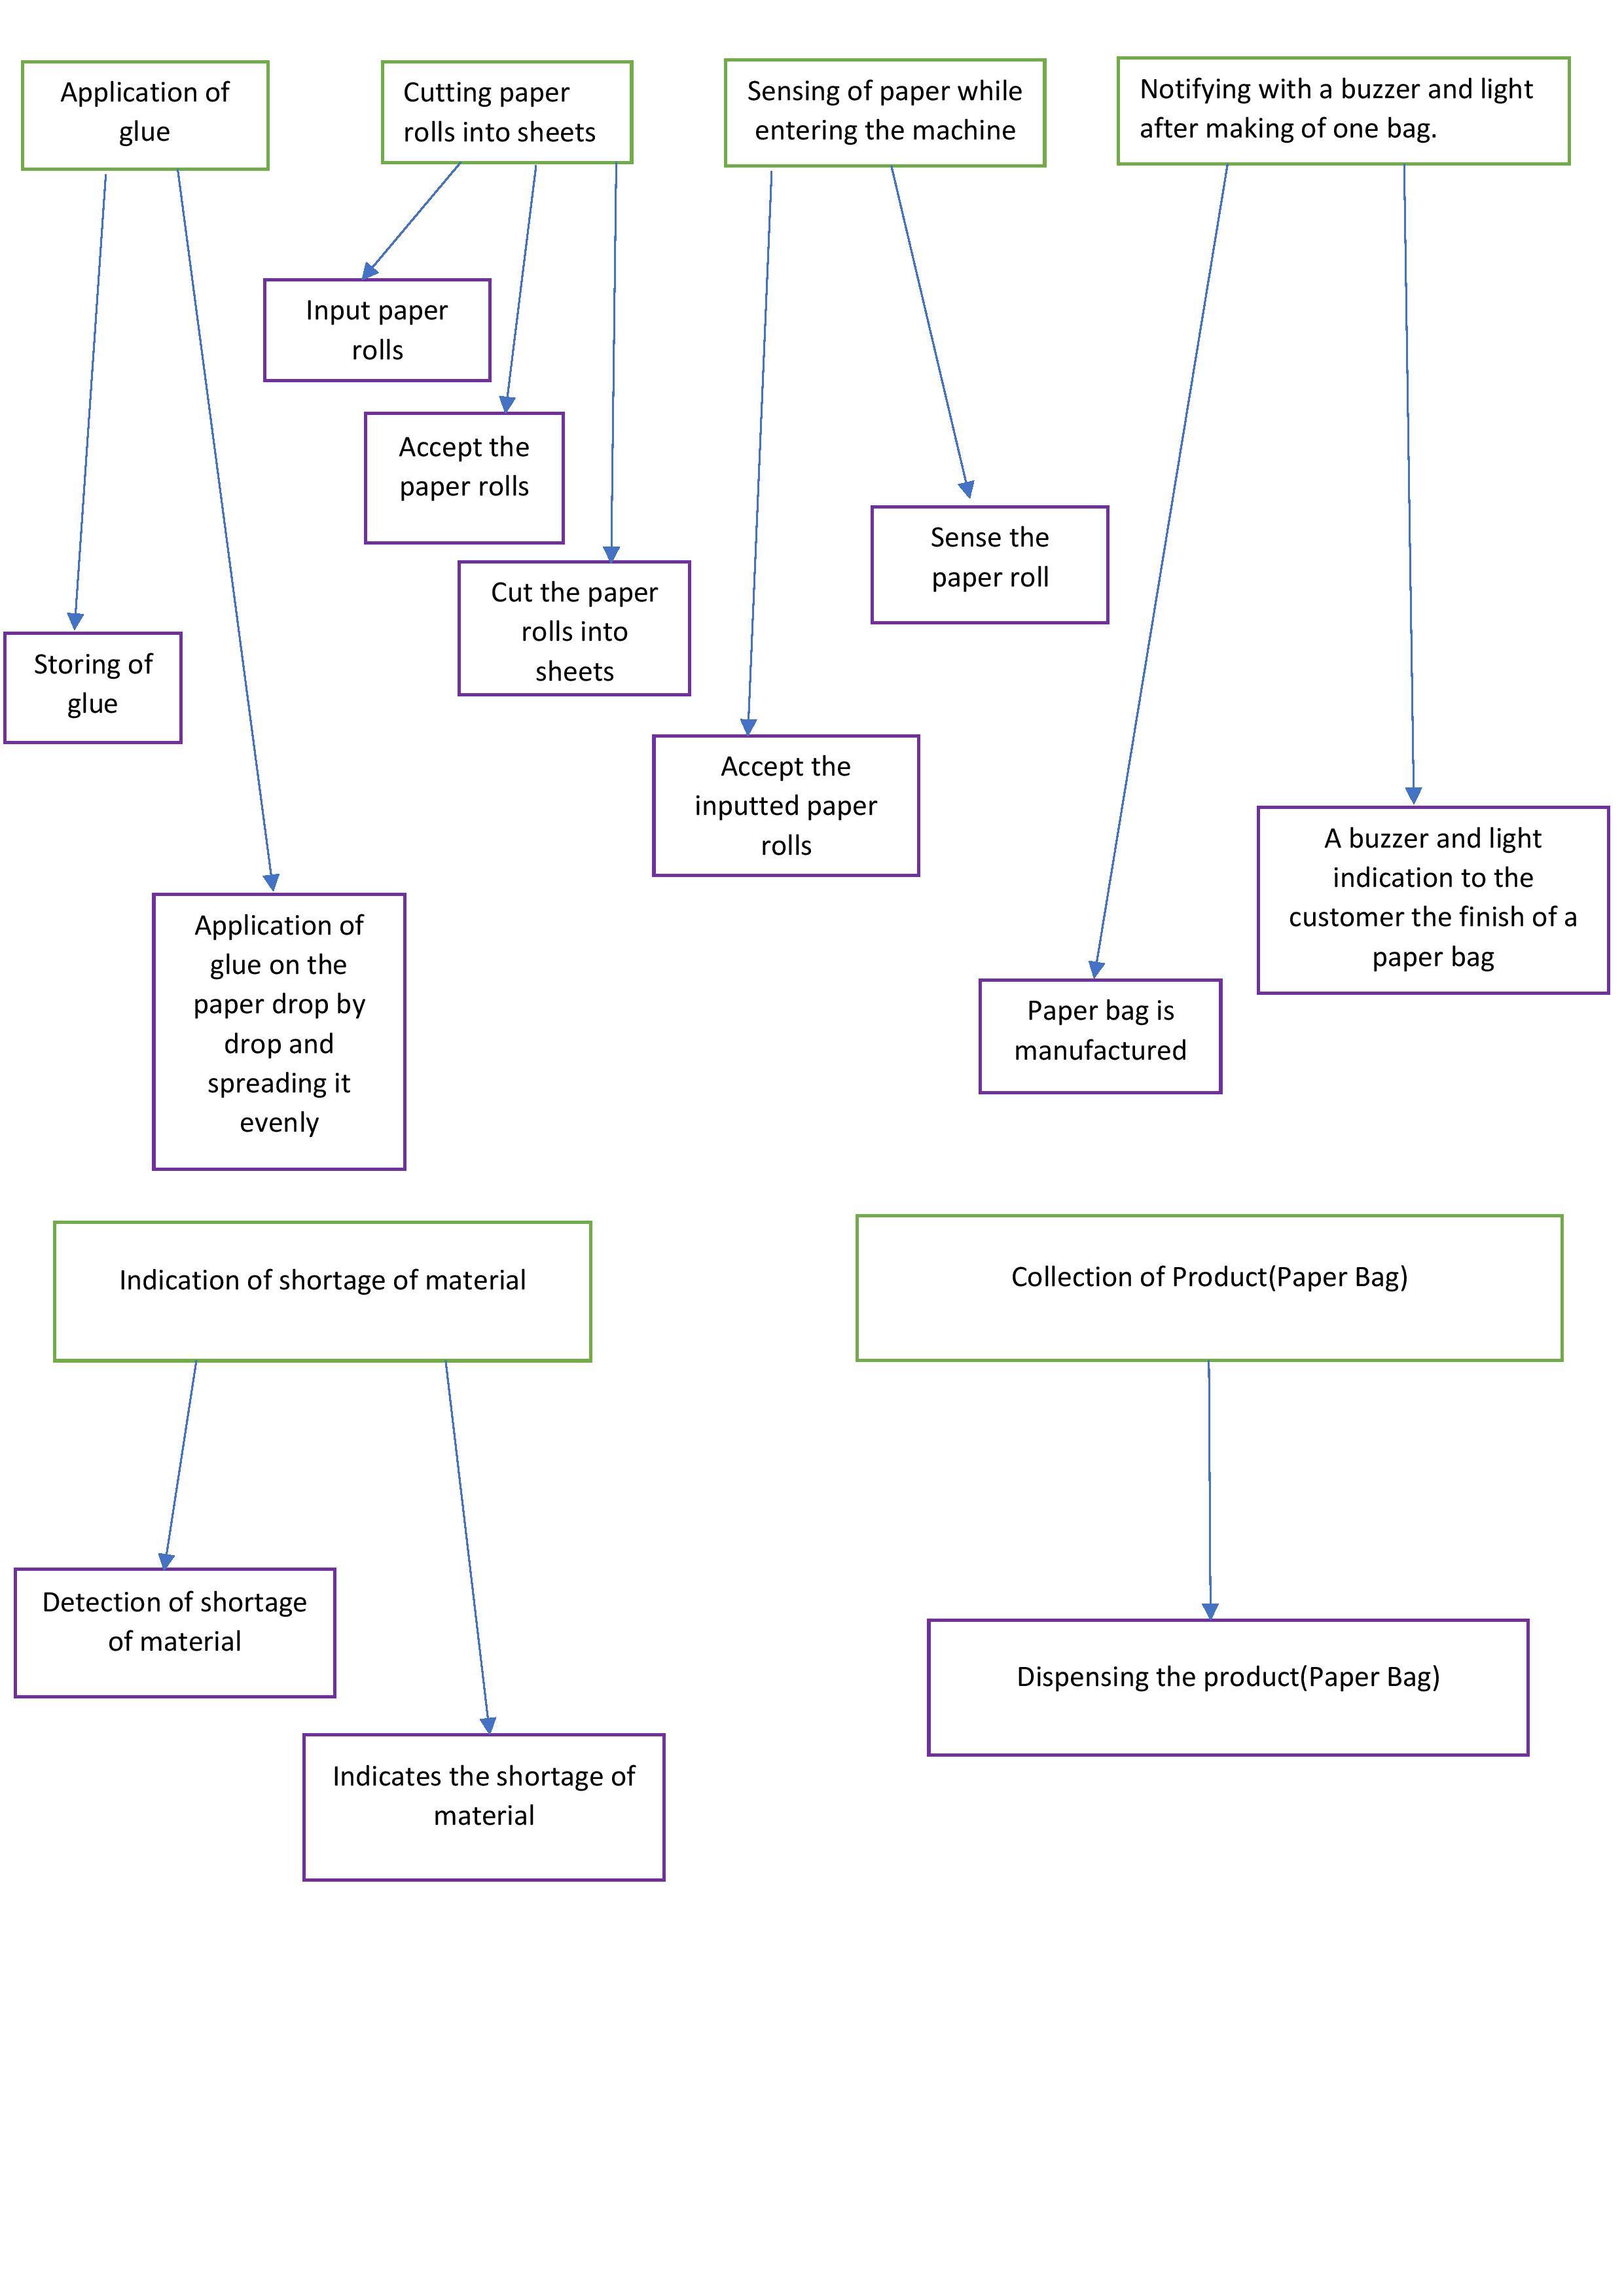 Application of
glue
Cutting paper
rolls into sheets
Sensing of paper while
entering the machine
Notifying with a buzzer and light
after making of one bag.
Input paper
rolls
Accept the
paper rolls
Sense the
paper roll
Cut the paper
rolls into
sheets
Storing of
glue
Accept the
inputted paper
rolls
A buzzer and light
indication to the
customer the finish of a
paper bag
Application of
glue on the
paper drop by
drop and
spreading it
evenly
Paper bag is
manufactured
Indication of shortage of material
Collection of Product(Paper Bag)
Detection of shortage
of material
Dispensing the product(Paper Bag)
Indicates the shortage of
material